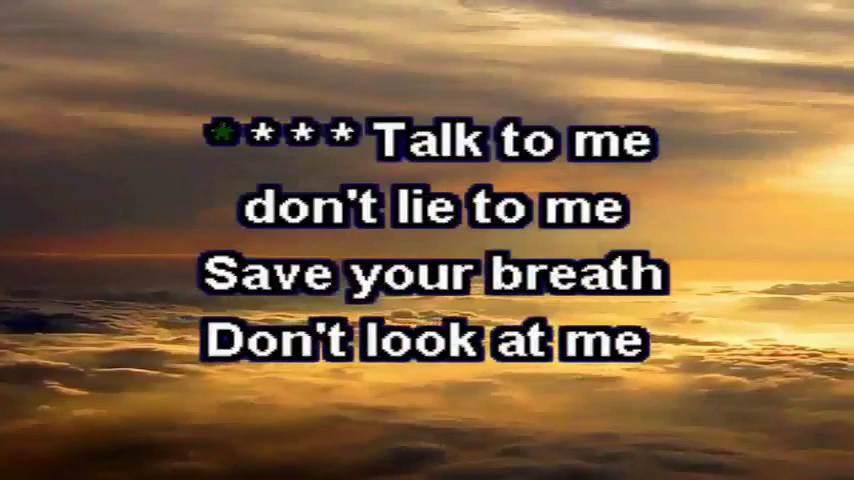 * * * * Talk to me
don't lie to me
Save your breath
Don't look at me